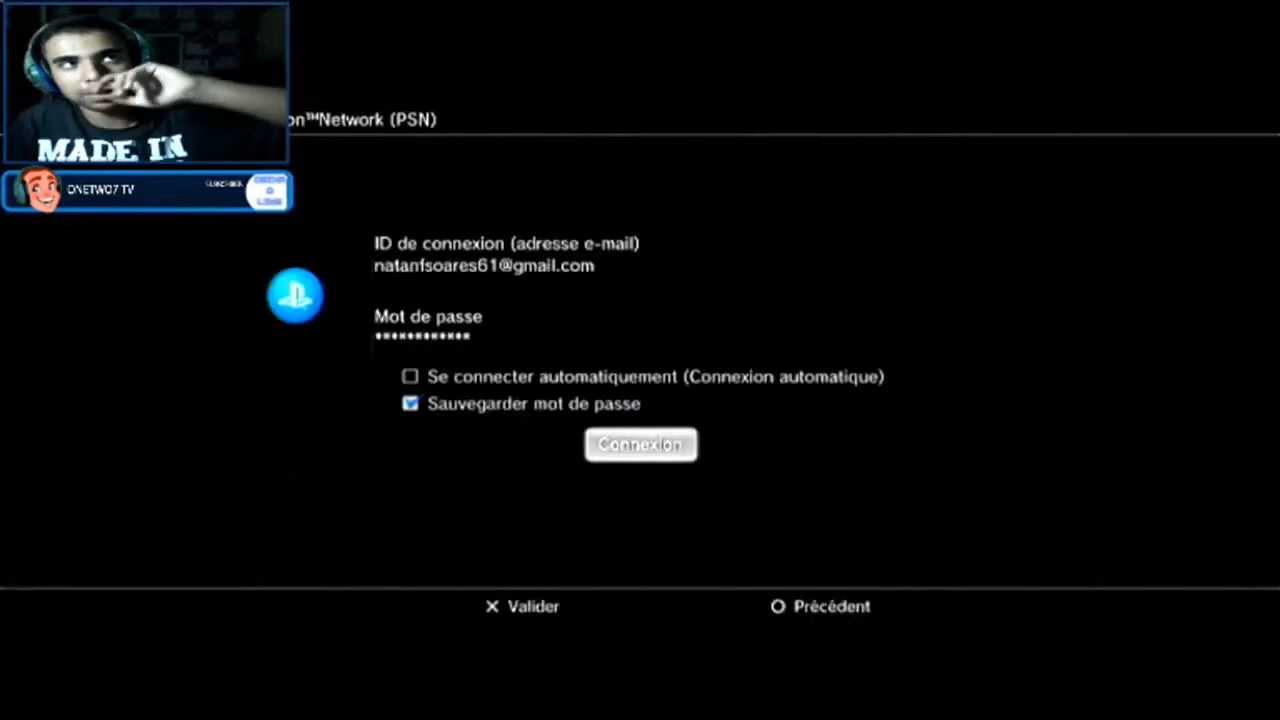 on™Network (PSN)
MADE IN
ONETWO7 TV
SUBSCRIBE
ID de connexion (adresse e-mail)
natanfsoares61@gmail.com
Mot de passe
************
Se connecter automatiquement (Connexion automatique)
Sauvegarder mot de passe
Connexion
Valider
Précédent